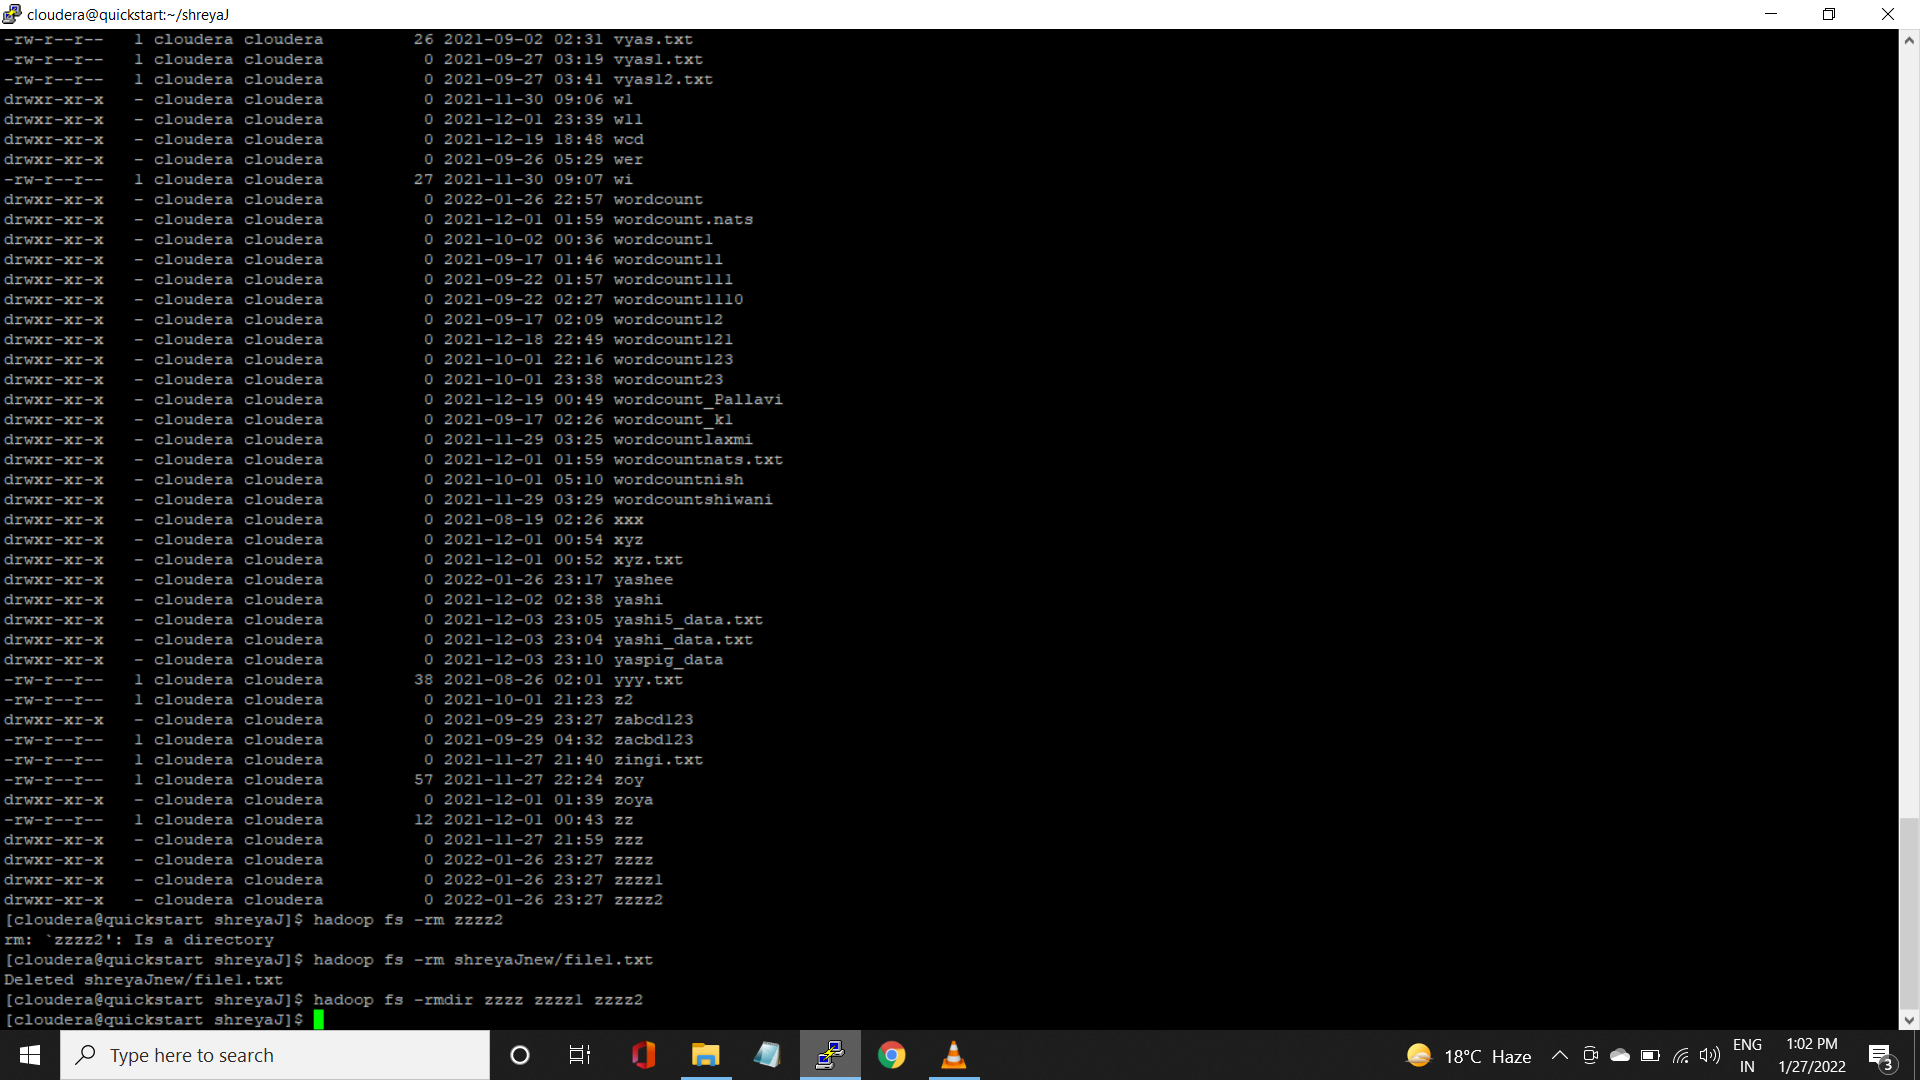 cloudera@quickstart:~/shreyaJ
-rw-r--r-- 1 cloudera cloudera 26 2021-09-02 02:31 vyas.txt
-rw-r--r-- 1 cloudera cloudera 0 2021-09-27 03:19 vyas1.txt
-rw-r--r-- 1 cloudera cloudera 0 2021-09-27 03:41 vyas12.txt
drwxr-xr-x - cloudera cloudera 0 2021-11-30 09:06 w1
drwxr-xr-x - cloudera cloudera 0 2021-12-01 23:39 w11
drwxr-xr-x - cloudera cloudera 0 2021-12-19 18:48 wcd
drwxr-xr-x - cloudera cloudera 0 2021-09-26 05:29 wer
-rw-r--r-- 1 cloudera cloudera 27 2021-11-30 09:07 wi
drwxr-xr-x - cloudera cloudera 0 2022-01-26 22:57 wordcount
drwxr-xr-x - cloudera cloudera 0 2021-12-01 01:59 wordcount.nats
drwxr-xr-x - cloudera cloudera 0 2021-10-02 00:36 wordcount1
drwxr-xr-x - cloudera cloudera 0 2021-09-17 01:46 wordcount11
drwxr-xr-x - cloudera cloudera 0 2021-09-22 01:57 wordcount111
drwxr-xr-x - cloudera cloudera 0 2021-09-22 02:27 wordcount1110
drwxr-xr-x - cloudera cloudera 0 2021-09-17 02:09 wordcount12
drwxr-xr-x - cloudera cloudera 0 2021-12-18 22:49 wordcount121
drwxr-xr-x - cloudera cloudera 0 2021-10-01 22:16 wordcount123
drwxr-xr-x - cloudera cloudera 0 2021-10-01 23:38 wordcount23
drwxr-xr-x - cloudera cloudera 0 2021-12-19 00:49 wordcount_Pallavi
drwxr-xr-x - cloudera cloudera 0 2021-09-17 02:26 wordcount_k1
drwxr-xr-x - cloudera cloudera 0 2021-11-29 03:25 wordcountlaxmi
drwxr-xr-x - cloudera cloudera 0 2021-12-01 01:59 wordcountnats.txt
drwxr-xr-x - cloudera cloudera 0 2021-10-01 05:10 wordcountnish
drwxr-xr-x - cloudera cloudera 0 2021-11-29 03:29 wordcountshiwani
drwxr-xr-x - cloudera cloudera 0 2021-08-19 02:26 xxx
drwxr-xr-x - cloudera cloudera 0 2021-12-01 00:54 xyz
drwxr-xr-x - cloudera cloudera 0 2021-12-01 00:52 xyz.txt
drwxr-xr-x - cloudera cloudera 0 2022-01-26 23:17 yashee
drwxr-xr-x - cloudera cloudera 0 2021-12-02 02:38 yashi
drwxr-xr-x - cloudera cloudera 0 2021-12-03 23:05 yashi5_data.txt
drwxr-xr-x - cloudera cloudera 0 2021-12-03 23:04 yashi_data.txt
drwxr-xr-x - cloudera cloudera 0 2021-12-03 23:10 yaspig_data
-rw-r--r-- 1 cloudera cloudera 38 2021-08-26 02:01 yyy.txt
-rw-r--r-- 1 cloudera cloudera 0 2021-10-01 21:23 z2
drwxr-xr-x - cloudera cloudera 0 2021-09-29 23:27 zabcd123
-rw-r--r-- 1 cloudera cloudera 0 2021-09-29 04:32 zacbd123
-rw-r--r-- 1 cloudera cloudera 0 2021-11-27 21:40 zingi.txt
-rw-r--r-- 1 cloudera cloudera 57 2021-11-27 22:24 zoy
drwxr-xr-x - cloudera cloudera 0 2021-12-01 01:39 zoya
-rw-r--r-- 1 cloudera cloudera 12 2021-12-01 00:43 zz
drwxr-xr-x - cloudera cloudera 0 2021-11-27 21:59 zzz
drwxr-xr-x - cloudera cloudera 0 2022-01-26 23:27 zzzz
drwxr-xr-x - cloudera cloudera 0 2022-01-26 23:27 zzzz1
drwxr-xr-x - cloudera cloudera 0 2022-01-26 23:27 zzzz2
[cloudera@quickstart shreyaJ]$ hadoop fs -rm zzzz2
rm: `zzzz2': Is a directory
[cloudera@quickstart shreyaJ]$ hadoop fs -rm shreyaJnew/file1.txt
Deleted shreyaJnew/file1.txt
[cloudera@quickstart shreyaJ]$ hadoop fs -rmdir zzzz zzzz1 zzzz2
[cloudera@quickstart shreyaJ]$
Type here to search
18°C Haze
ENG
IN
1:02 PM
1/27/2022
3